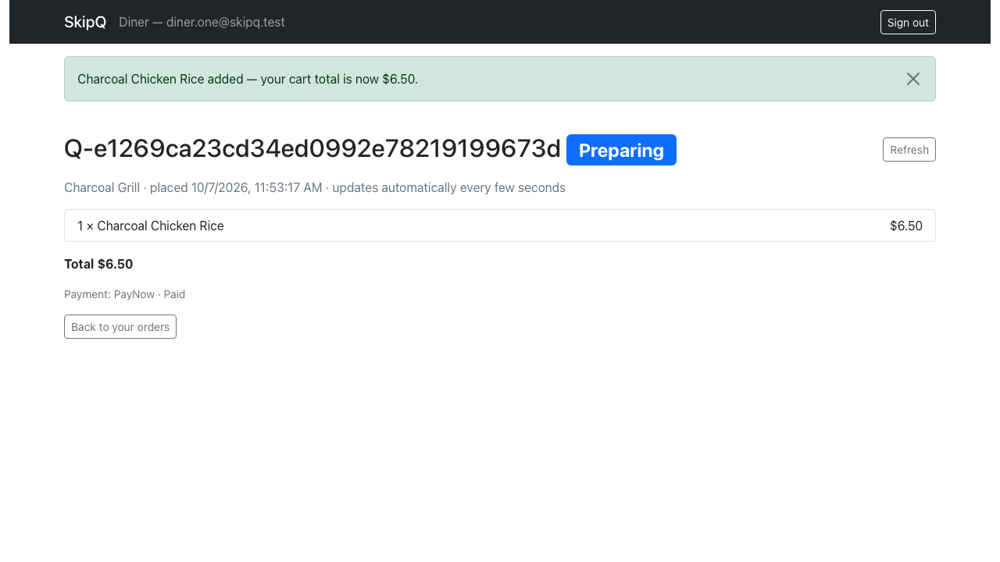 SkipQ Diner — diner.one@skipq.test Sign out
Charcoal Chicken Rice added — your cart total is now $6.50.
Q-e1269ca23cd34ed0992e78219199673d Preparing Refresh
Charcoal Grill · placed 10/7/2026, 11:53:17 AM · updates automatically every few seconds
1 × Charcoal Chicken Rice $6.50
Total $6.50
Payment: PayNow · Paid
Back to your orders